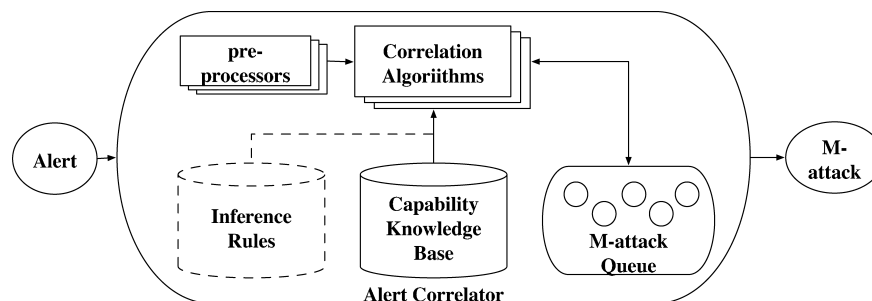 pre-
processors
Correlation
Algoriithms
Alert
M-
attack
Inference
Rules
Capability
Knowledge
Base
M-attack
Queue
Alert Correlator